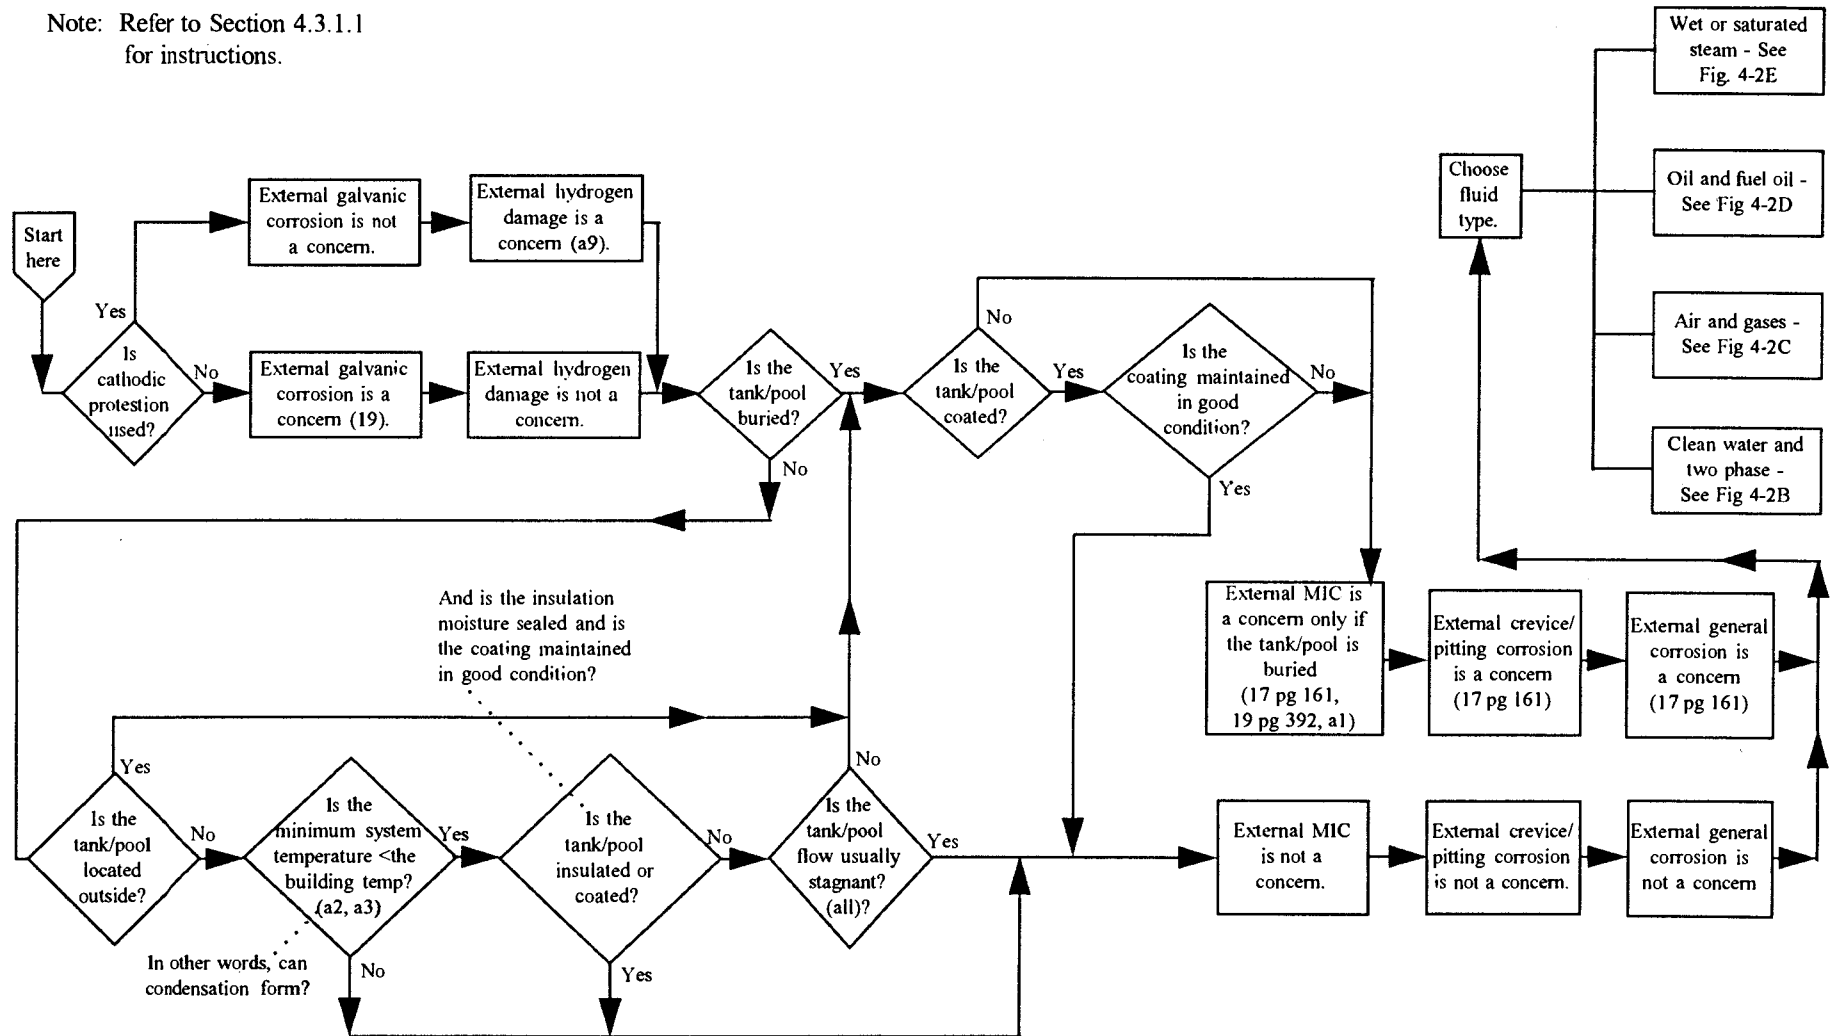 Note: Refer to Section 4.3.1.1
for instructions.
Start
here
Is
cathodic
protestion
used?
Yes
No
External galvanic
corrosion is not
a concern.
External hydrogen
damage is a
concern (a9).
External galvanic
corrosion is a
concern (19).
External hydrogen
damage is not a
concern.
Is the
tank/pool
buried?
Yes
No
Is the
tank/pool
coated?
No
Yes
Is the
coating maintained
in good
condition?
No
Yes
Choose
fluid
type.
Wet or saturated
steam - See
Fig. 4-2E
Oil and fuel oil -
See Fig 4-2D
Air and gases -
See Fig 4-2C
Clean water and
two phase -
See Fig 4-2B
And is the insulation
moisture sealed and is
the coating maintained
in good condition?
External MIC is
a concern only if
the tank/pool is
buried
(17 pg 161,
19 pg 392, a1)
External crevice/
pitting corrosion
is a concern
(17 pg 161)
External general
corrosion is
a concern
(17 pg 161)
Is the
tank/pool
located
outside?
Yes
No
Is the
minimum system
temperature <the
building temp?
(a2, a3)
Yes
No
In other words, can
condensation form?
Is the
tank/pool
insulated or
coated?
No
Yes
Is the
tank/pool
flow usually
stagnant?
(all)?
No
Yes
External MIC
is not a
concern.
External crevice/
pitting corrosion
is not a concern.
External general
corrosion is
not a concern